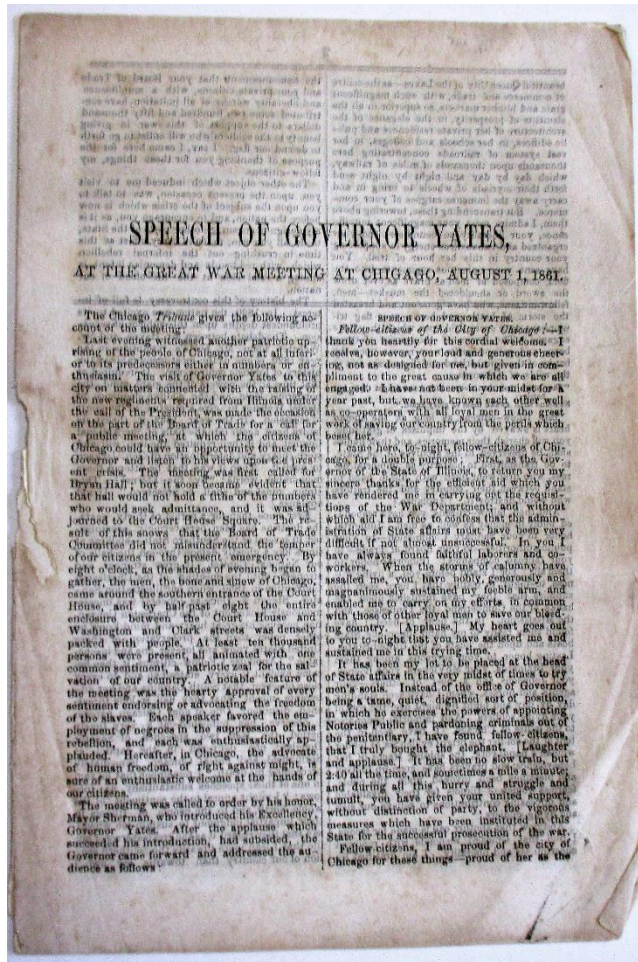 SPEECH OF GOVERNOR YATES,
AT THE GREAT WAR MEETING AT CHICAGO, AUGUST 1, 1861.
The Chicago Tribune gives the following ac-
count of the meeting:
Last evening witnessed another patriotic up-
rising of the people of Chicago, not at all inferi-
or to its predecessors either in numbers or en-
thusiasm. The visit of Governor Yates to this
city on matters connected with the raising of
the new regiments required from Illinois under
the call of the President, was made the occasion
on the part of the Board of Trade for a call for
a public meeting, at which the citizens of
Chicago could have an opportunity to meet the
Governor and listen to his views upon the pres
ent crisis. The meeting was first called for
Bryan Hall; but it soon became evident that
that hall would not hold a tithe of the numbers
who would seek admittance, and it was ad-
journed to the Court House Square. The re-
sult of this shows that the Board of Trade
Committee did not misunderstand the temper
of our citizens in the present emergency. By
eight o'clock, as the shades of evening began to
gather, the men, the bone and sinew of Chicago,
came around the southern entrance of the Court
House, and by half past eight the entire
enclosure between the Court House and
Washington and Clark streets was densely
packed with people. At least ten thousand
persons were present, all animated with one
common sentiment, a patriotic zeal for the sal-
vation of our country. A notable feature of
the meeting was the hearty approval of every
sentiment endorsing or advocating the freedom
of the slaves. Each speaker favored the em-
ployment of negroes in the suppression of this
rebellion, and each was enthusiastically ap-
plauded. Hereafter, in Chicago, the advocate
of human freedom, of right against might, is
sure of an enthusiastic welcome at the hands of
our citizens.
The meeting was called to order by his honor,
Mayor Sherman, who introduced his Excellency
Governor Yates. After the applause which
succeeded his introduction, had subsided, the
Governor came forward and addressed the au-
dience as follows:
SPEECH OF GOVERNOR YATES.
Fellow-citizens of the City of Chicago:—I
thank you heartily for this cordial welcome. I
receive, however, your loud and generous cheer-
ing, not as designed for me, but given in com-
pliment to the great cause in which we are all
engaged. I have not been in your midst for a
year past, but we have known each other well
as co-operators with all loyal men in the great
work of saving our country from the perils which
beset her.
I came here, to-night, fellow-citizens of Chi-
cago, for a double purpose: First, as the Gov-
ernor of the State of Illinois, to return you my
sincere thanks for the efficient aid which you
have rendered me in carrying out the requisi-
tions of the War Department, and without
which aid I am free to confess that the admin-
istration of State affairs must have been very
difficult if not almost unsuccessful. In you I
have always found faithful laborers and co-
workers. When the storms of calumny have
assailed me, you have nobly, generously and
magnanimously sustained my feeble arm, and
enabled me to carry on my efforts, in common
with those of other loyal men to save our bleed-
ing country. [Applause.] My heart goes out
to you to-night that you have assisted me and
sustained me in this trying time.
It has been my lot to be placed at the head
of State affairs in the very midst of times to try
men's souls. Instead of the office of Governor
being a tame, quiet, dignified sort of position,
in which he exercises the powers of appointing
Notories Public and pardoning criminals out of
the penitentiary, I have found, fellow-citizens,
that I truly bought the elephant. [Laughter
and applause.] It has been no slow train, but
2:40 all the time, and sometimes a mile a minute;
and during all this hurry and struggle and
tumult, you have given your united support,
without distinction of party, to the vigorous
measures which have been instituted in this
State for the successful prosecution of the war.
Fellow-citizens, I am proud of the city of
Chicago for these things—proud of her as the